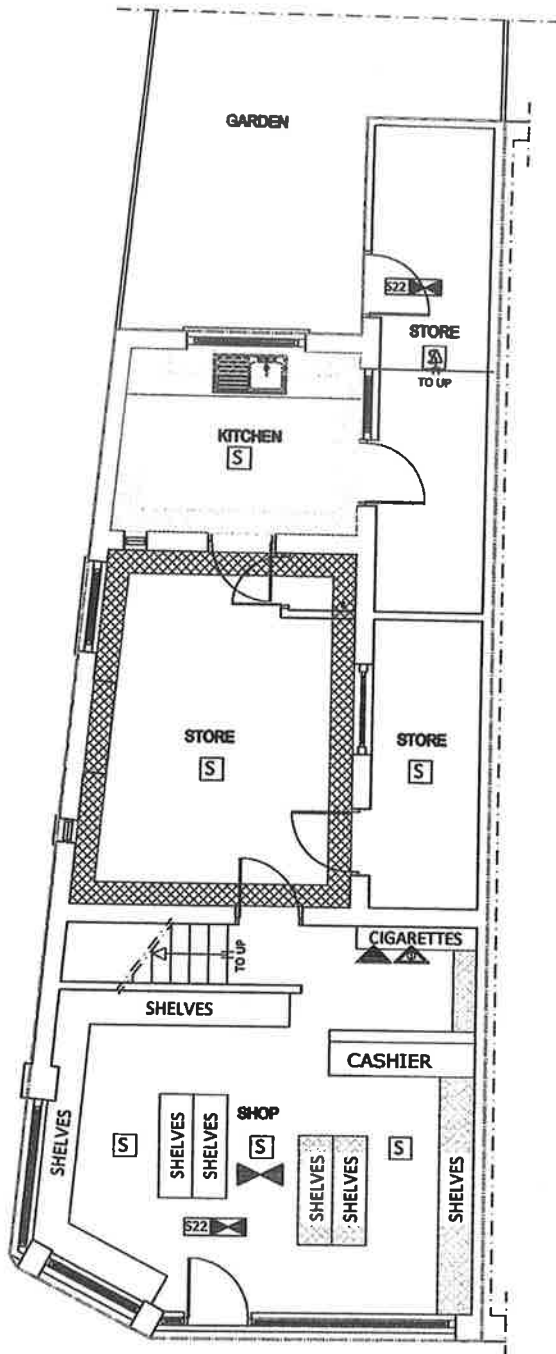 GARDEN
S22
STORE
S
TO UP
KITCHEN
S
STORE
S
STORE
S
CIGARETTES
TO UP
SHELVES
CASHIER
SHELVES
SHOP
S
S
S
SHELVES
SHELVES
SHELVES
SHELVES
SHELVES
S22